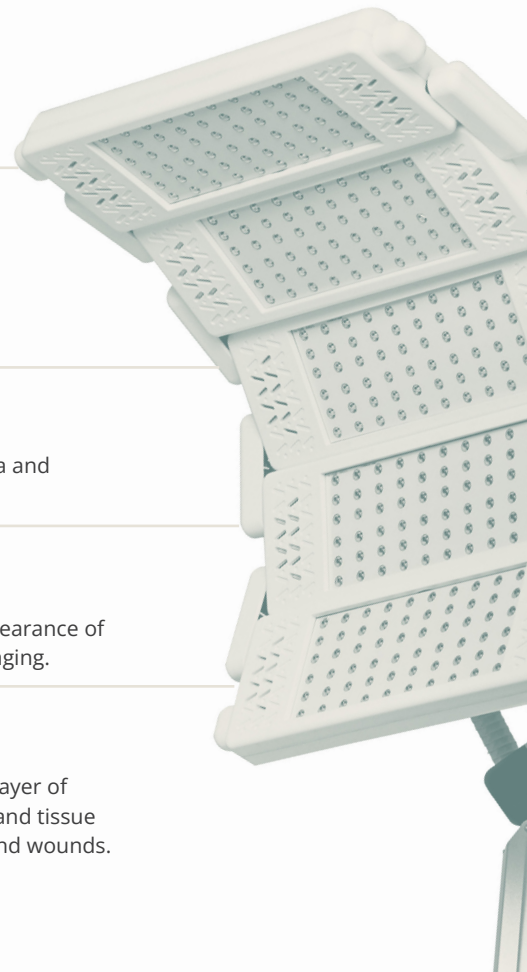 a and
earance of
ging.
ayer of
and tissue
nd wounds.